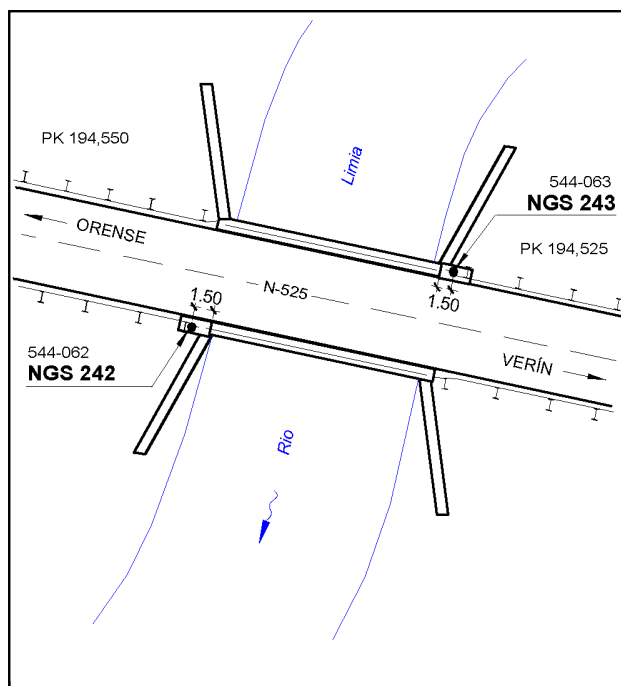 PK 194,550
Limia
544-063
NGS 243
ORENSE
PK 194,525
N-525
1.50
1.50
544-062
NGS 242
VERÍN
Rio